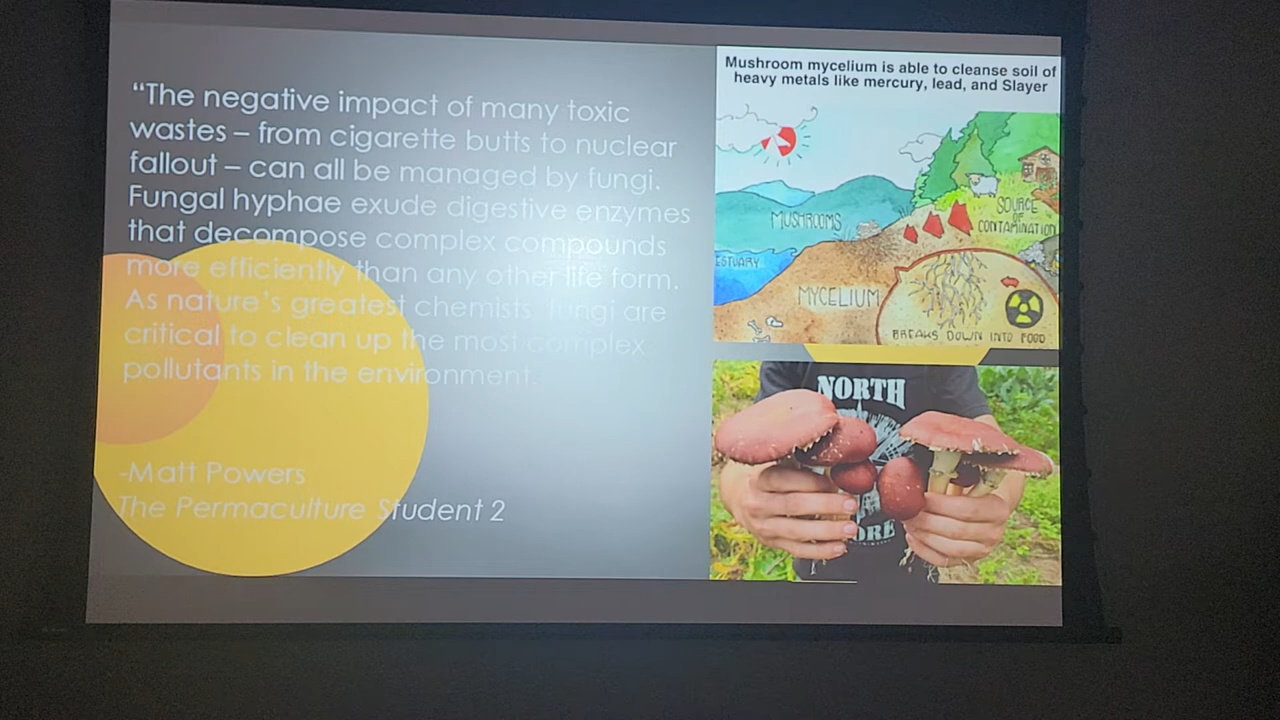 “The negative impact of many toxic
wastes – from cigarette butts to nuclear
fallout – can all be managed by fungi.
Fungal hyphae exude digestive enzymes
that decompose complex compounds
more efficiently than any other life form.
As nature’s greatest chemists, fungi are
critical to clean up the most complex
pollutants in the environment.
-Matt Powers
The Permaculture Student 2
Mushroom mycelium is able to cleanse soil of
heavy metals like mercury, lead, and Slayer
MUSHROOMS
SOURCE
OF
CONTAMINATION
ESTUARY
MYCELIUM
BREAKS DOWN INTO FOOD
NORTH